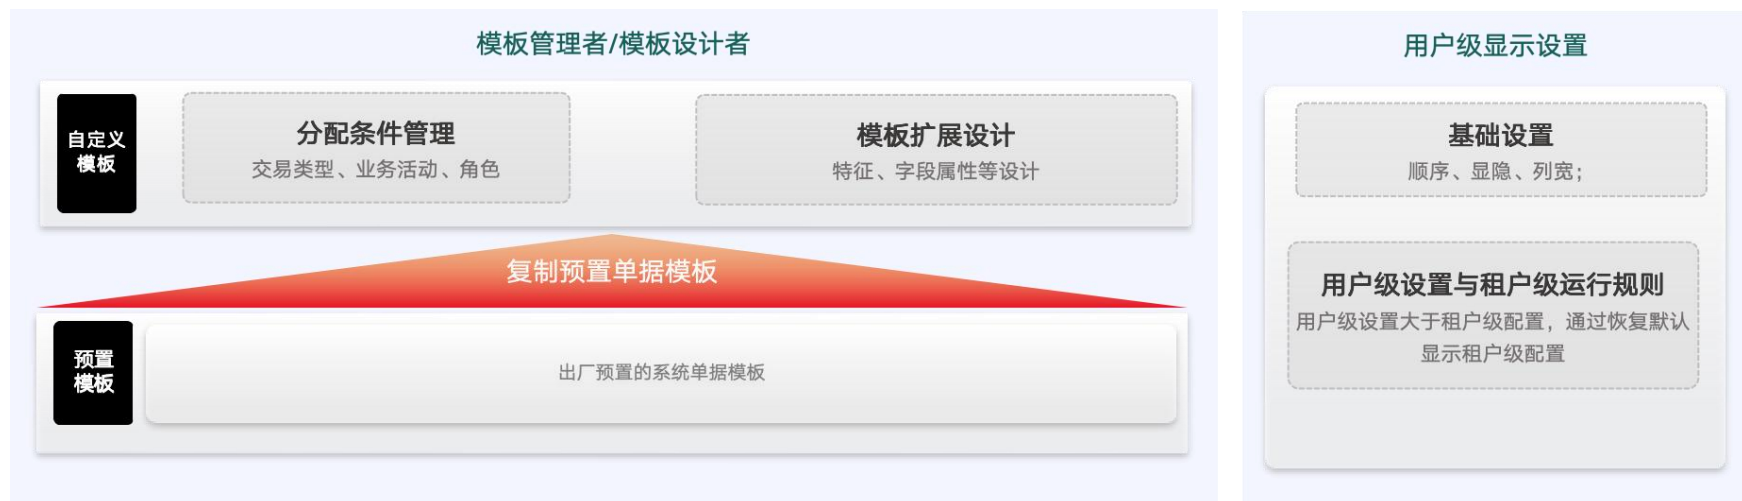 模板管理者/模板设计者
自定义
模板
分配条件管理
交易类型、业务活动、角色
模板扩展设计
特征、字段属性等设计
复制预置单据模板
预置
模板
出厂预置的系统单据模板
用户级显示设置
基础设置
顺序、显隐、列宽；
用户级设置与租户级运行规则
用户级设置大于租户级配置，通过恢复默认
显示租户级配置